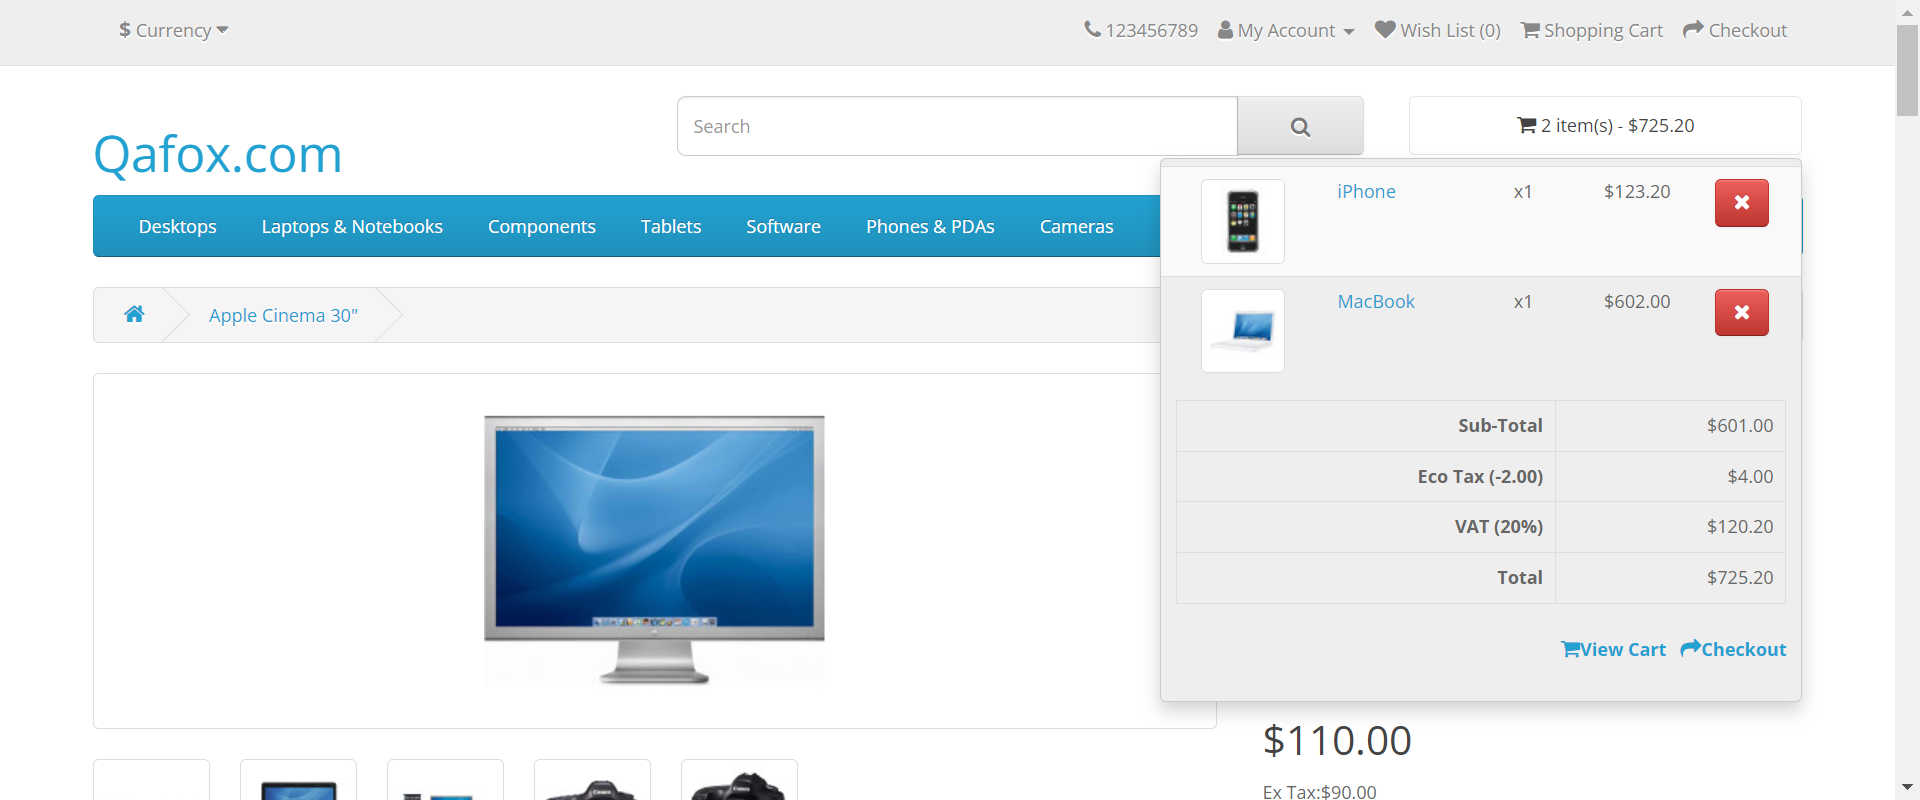 $ Currency
123456789 My Account Wish List (0) Shopping Cart Checkout
Qafox.com
Search
2 item(s) - $725.20
Desktops Laptops & Notebooks Components Tablets Software Phones & PDAs Cameras
iPhone x1 $123.20
MacBook x1 $602.00
Apple Cinema 30"
Sub-Total $601.00
Eco Tax (-2.00) $4.00
VAT (20%) $120.20
Total $725.20
View Cart Checkout
$110.00
Ex Tax:$90.00